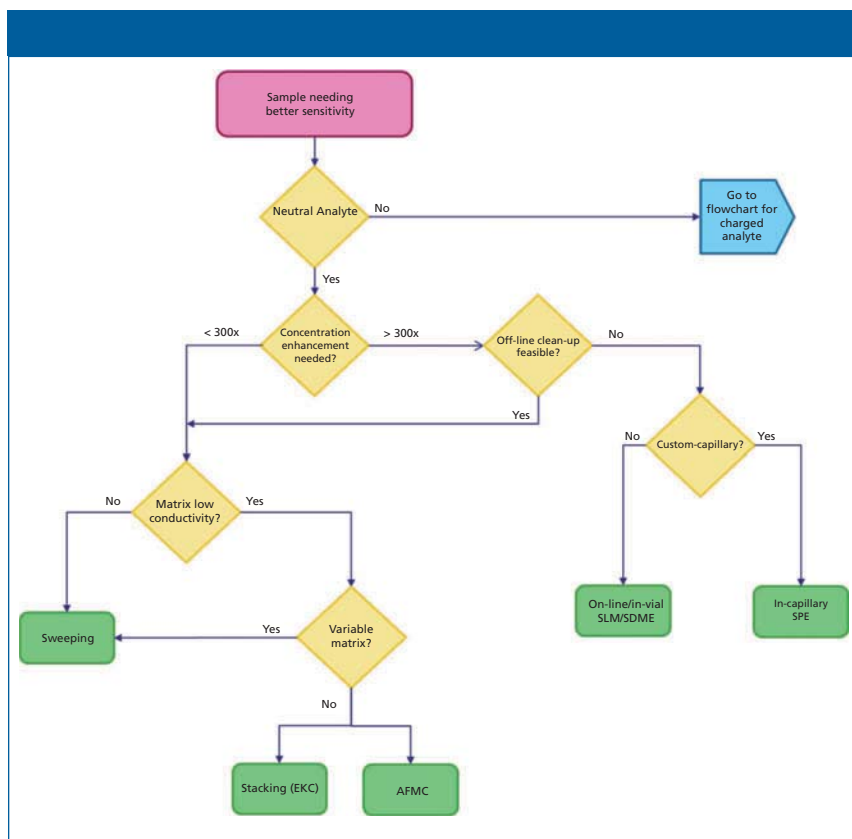 Sample needing
better sensitivity
Neutral Analyte
No
Go to
flowchart for
charged
analyte
Yes
< 300x
Concentration
enhancement
needed?
> 300x
Off-line clean-up
feasible?
No
Yes
No
Custom-capillary?
Yes
No
Matrix low
conductivity?
Yes
On-line/in-vial
SLM/SDME
In-capillary
SPE
Sweeping
Yes
Variable
matrix?
No
Stacking (EKC)
AFMC